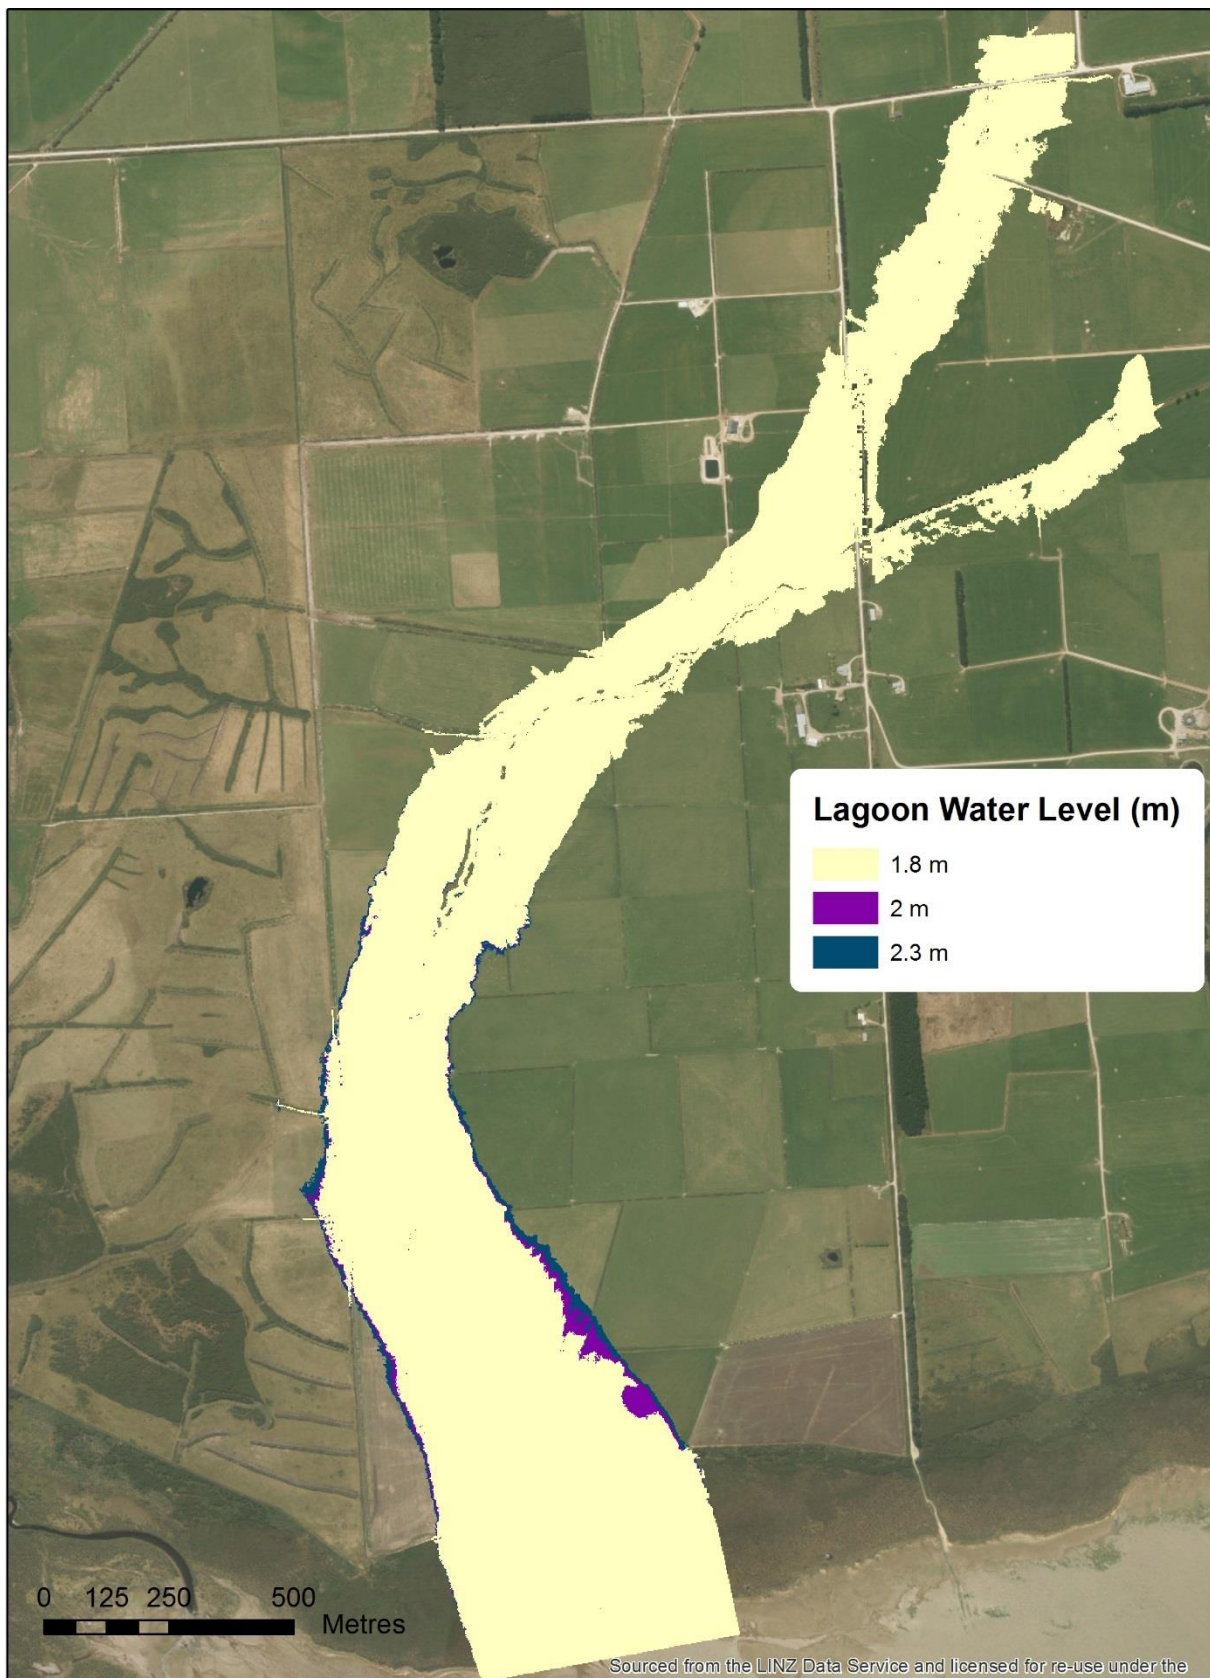 Lagoon Water Level (m)
1.8 m
2 m
2.3 m
0 125 250 500
Metres
Sourced from the LINZ Data Service and licensed for re-use under the